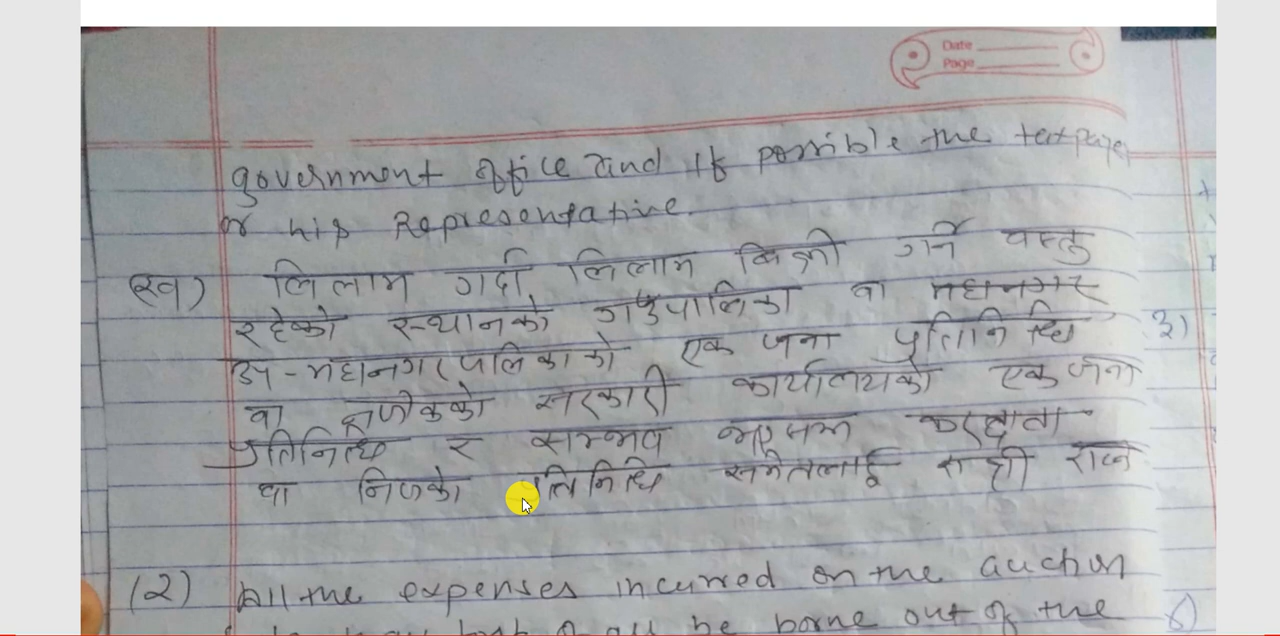 Date
Page
government office and If possible the taxpayer
or his Representative.
ख) लिलाम गर्दा लिलाम बिक्री गर्ने वस्तु
रहेको स्थानको गाउँपालिका वा महानगर
उप-महानगरपालिकाको एक जना प्रतिनिधि
वा नजीकको सरकारी कार्यालयको एकजना
प्रतिनिधि र सम्भव भएसम्म करदाता
वा निजको प्रतिनिधि समेतलाई साक्षी राख्ने
३)
(2) All the expenses incurred on the auction
be borne out of the